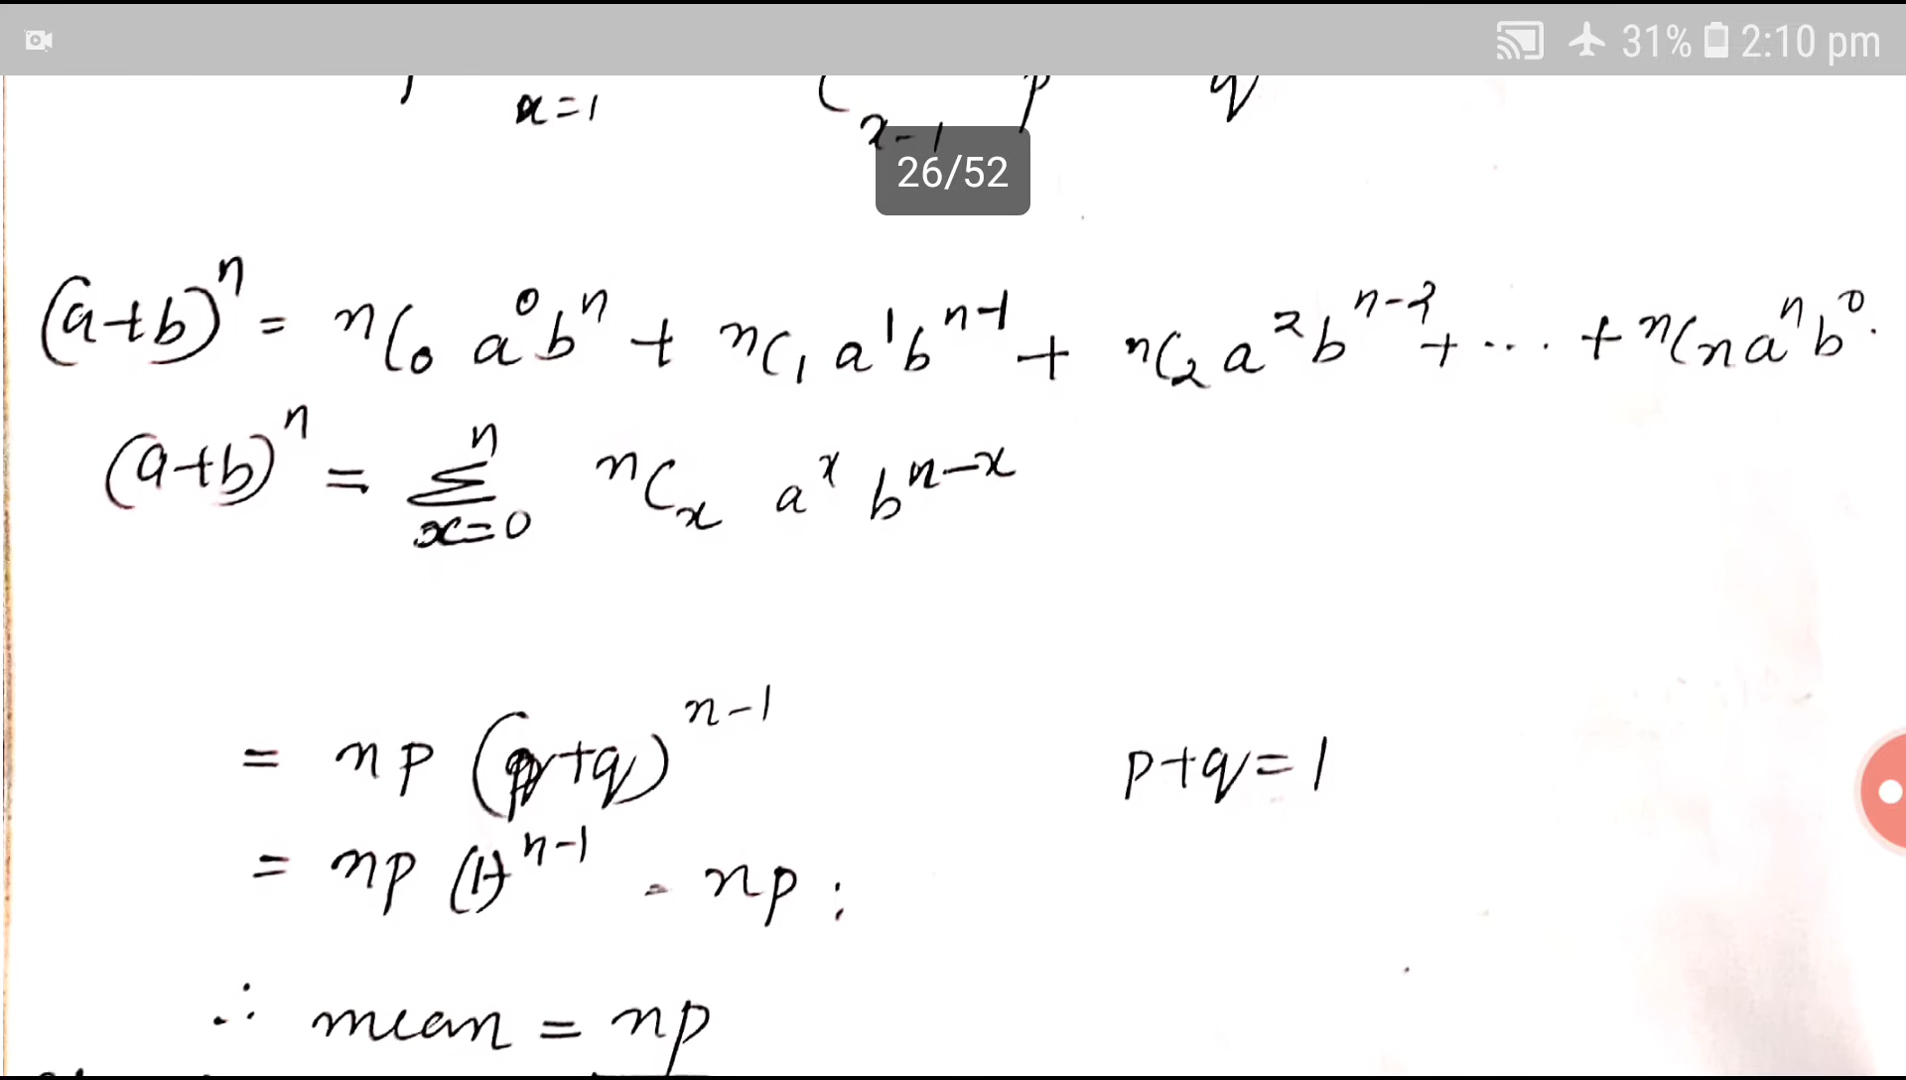 31% 2:10 pm
x=1 C x-1 p q
26/52
(a+b)^n = nC0 a^0 b^n + nC1 a^1 b^n-1 + nC2 a^2 b^n-2 + ... + nCn a^n b^0.
(a+b)^n = Σ^n x=0 nCx a^x b^n-x
= np (p+q)^n-1 p+q=1
= np (1)^n-1 = np :
∴ mean = np